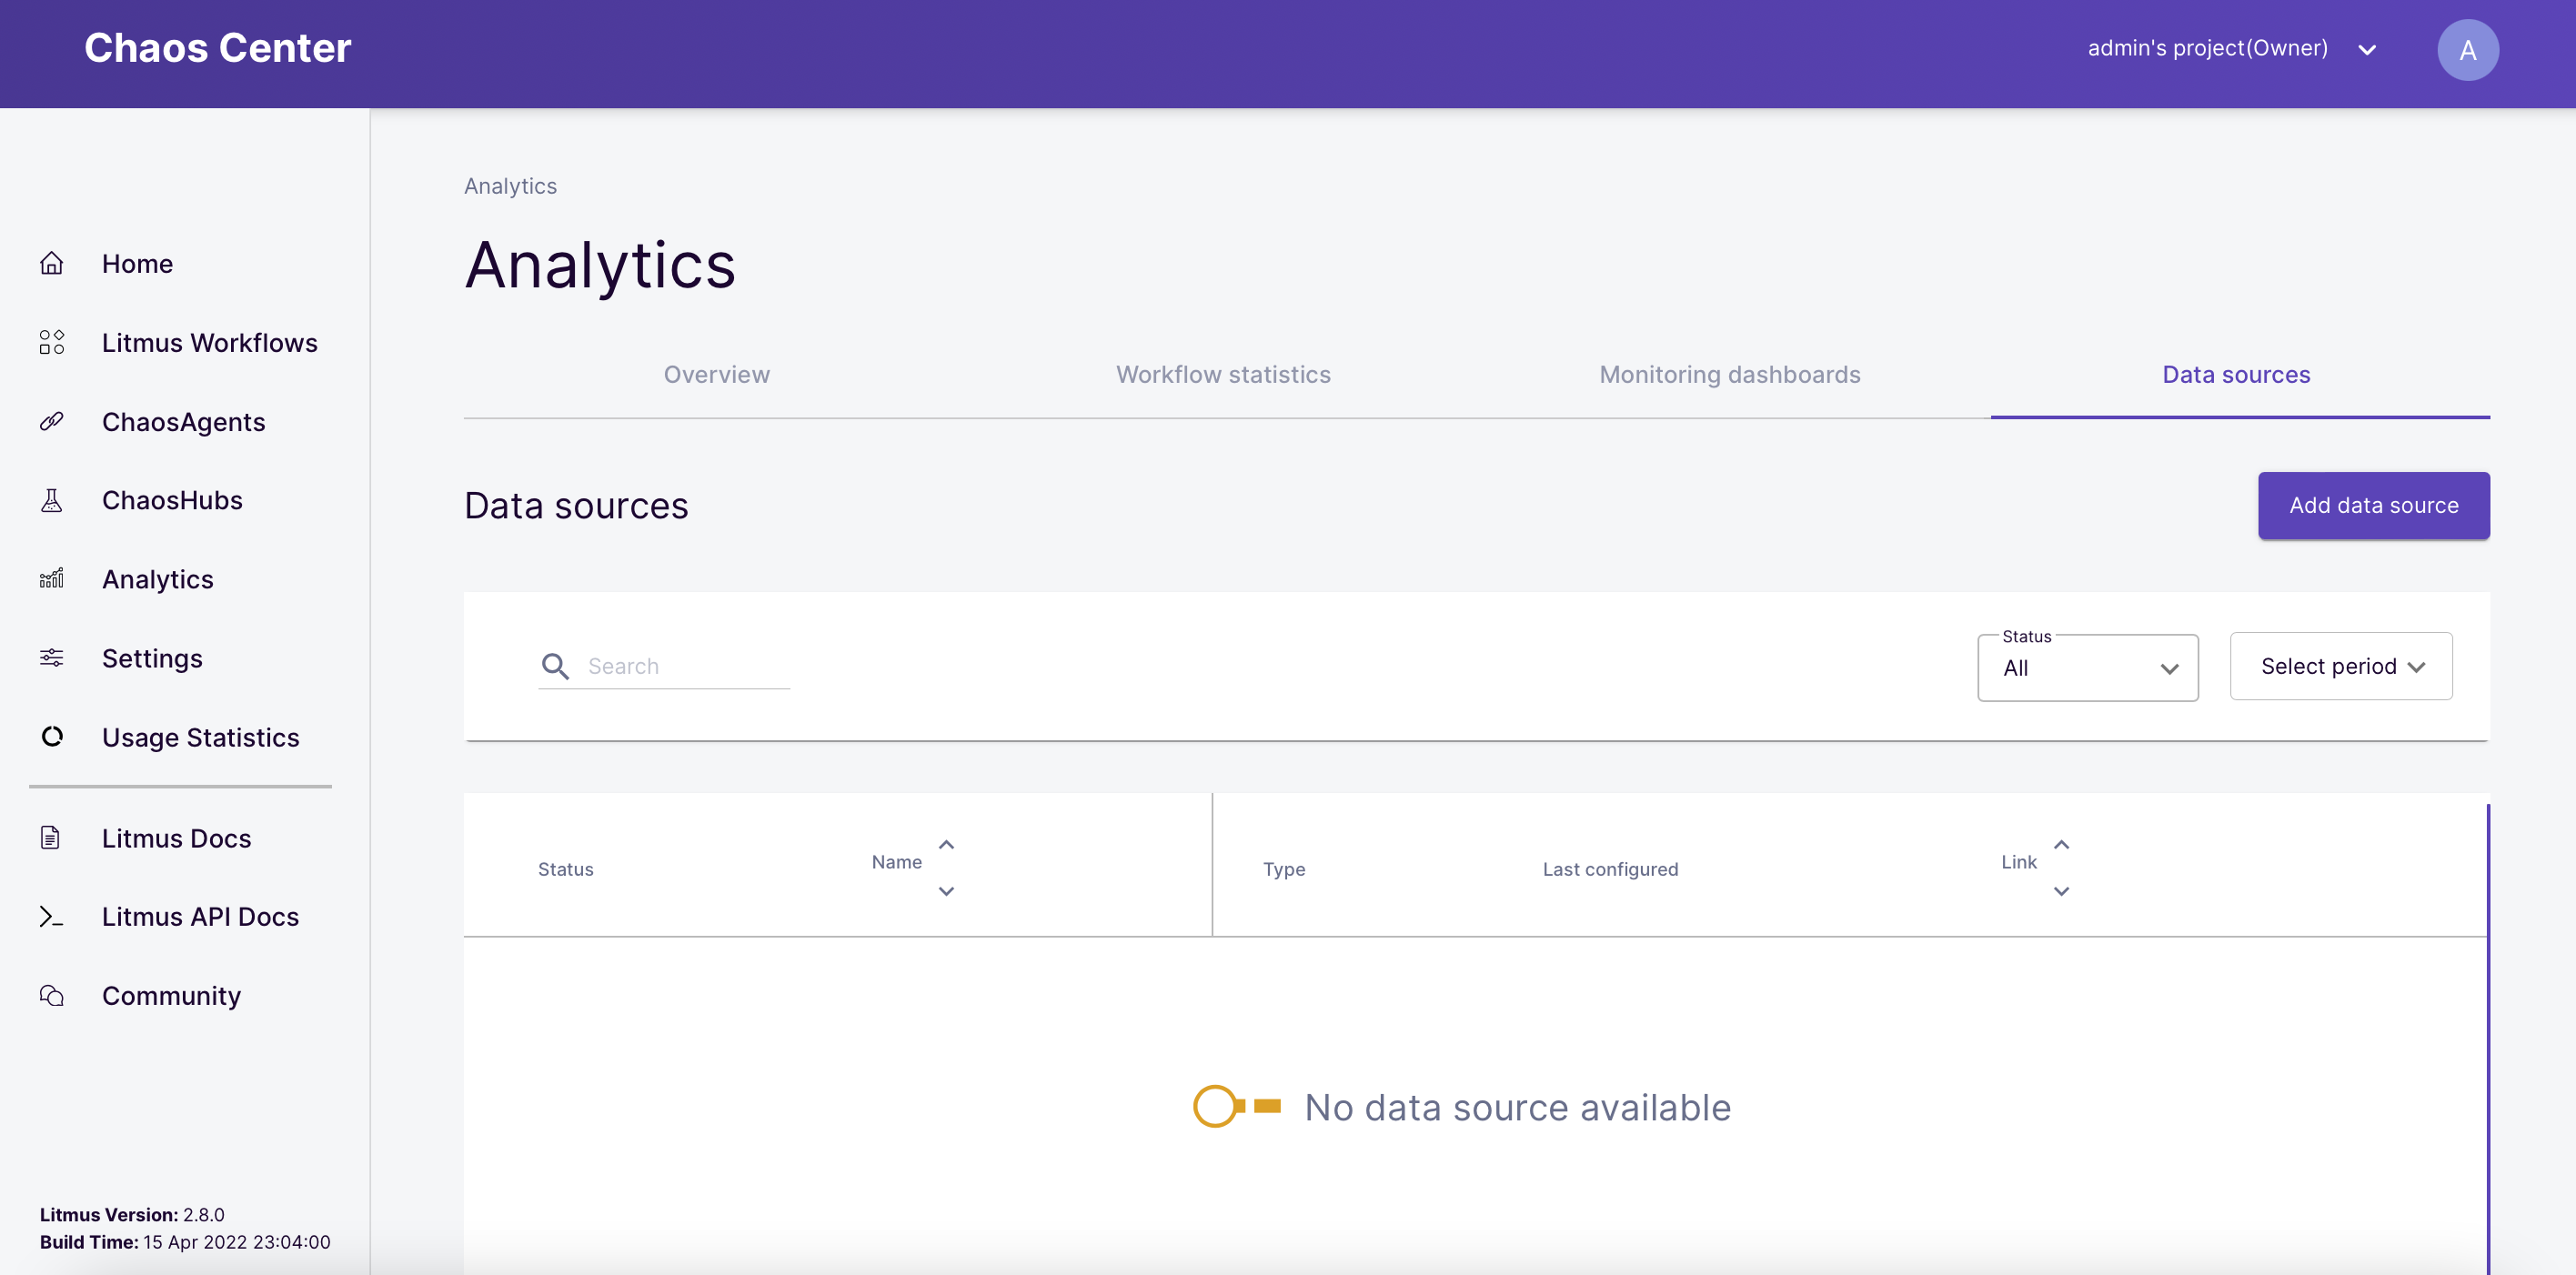 Chaos Center
admin's project(Owner)
A
Home
Litmus Workflows
ChaosAgents
ChaosHubs
Analytics
Settings
Usage Statistics
Litmus Docs
Litmus API Docs
Community
Litmus Version: 2.8.0
Build Time: 15 Apr 2022 23:04:00
Analytics
Analytics
Overview
Workflow statistics
Monitoring dashboards
Data sources
Data sources
Add data source
Search
Status
All
Select period
Status
Name
Type
Last configured
Link
No data source available